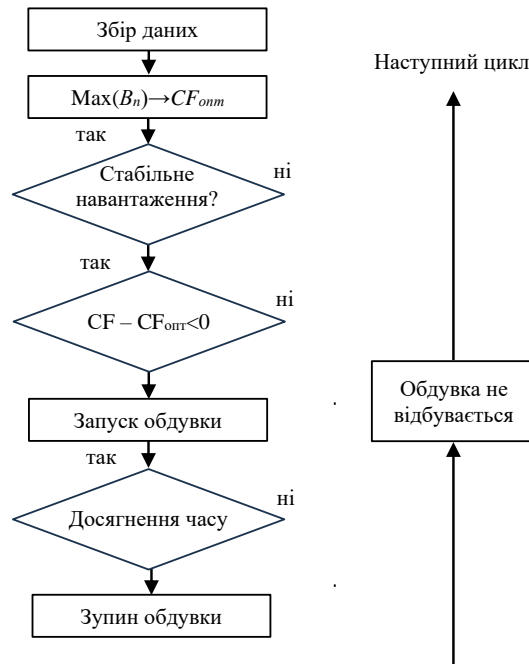 Збір даних
Наступний цикл
Max(Bₙ)→CFопт
так
Стабільне
навантаження?
ні
так
CF – CFопт<0
ні
Запуск обдувки
Обдувка не
відбувається
так
Досягнення часу
ні
Зупин обдувки